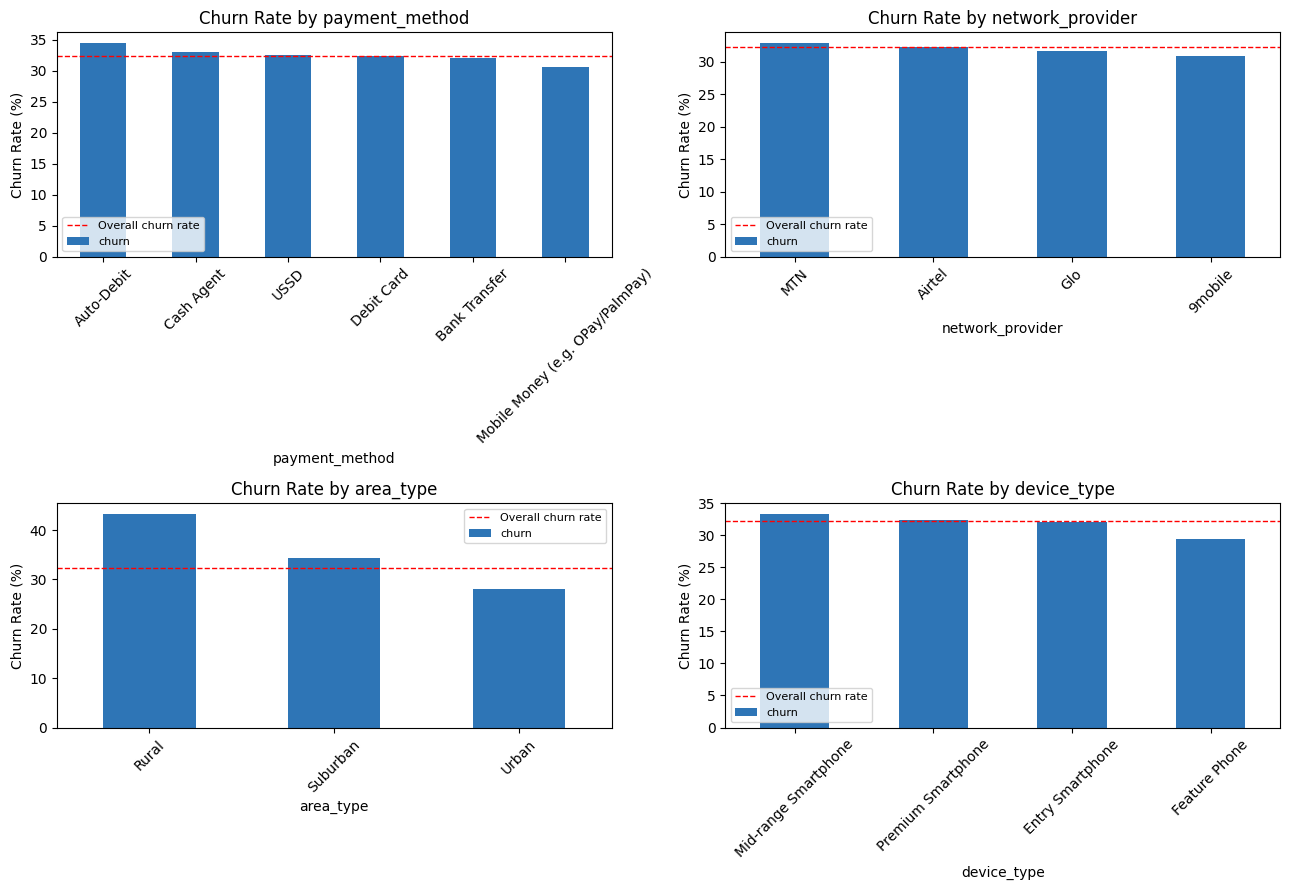 Churn Rate by payment_method
Churn Rate (%)
35
30
25
20
15
10
5
0
Overall churn rate
churn
Auto-Debit
Cash Agent
USSD
Debit Card
Bank Transfer
Mobile Money (e.g. OPay/PalmPay)
payment_method
Churn Rate by network_provider
Churn Rate (%)
30
25
20
15
10
5
0
Overall churn rate
churn
MTN
Airtel
Glo
9mobile
network_provider
Churn Rate by area_type
Churn Rate (%)
40
30
20
10
0
Overall churn rate
churn
Rural
Suburban
Urban
area_type
Churn Rate by device_type
Churn Rate (%)
35
30
25
20
15
10
5
0
Overall churn rate
churn
Mid-range Smartphone
Premium Smartphone
Entry Smartphone
Feature Phone
device_type